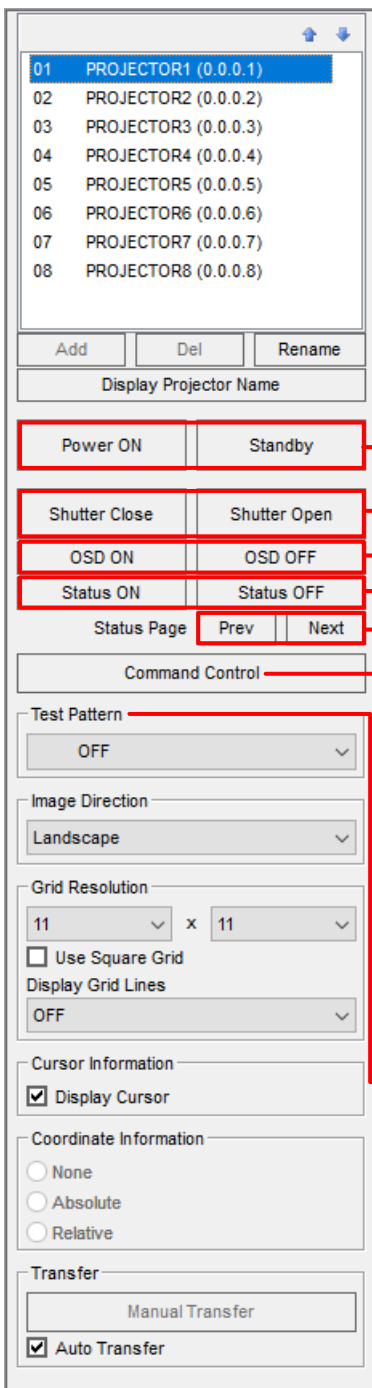 01 PROJECTOR1 (0.0.0.1)
02 PROJECTOR2 (0.0.0.2)
03 PROJECTOR3 (0.0.0.3)
04 PROJECTOR4 (0.0.0.4)
05 PROJECTOR5 (0.0.0.5)
06 PROJECTOR6 (0.0.0.6)
07 PROJECTOR7 (0.0.0.7)
08 PROJECTOR8 (0.0.0.8)
Add Del Rename
Display Projector Name
Power ON Standby
Shutter Close Shutter Open
OSD ON OSD OFF
Status ON Status OFF
Status Page Prev Next
Command Control
Test Pattern
OFF
Image Direction
Landscape
Grid Resolution
11 x 11
Use Square Grid
Display Grid Lines
OFF
Cursor Information
Display Cursor
Coordinate Information
None
Absolute
Relative
Transfer
Manual Transfer
Auto Transfer